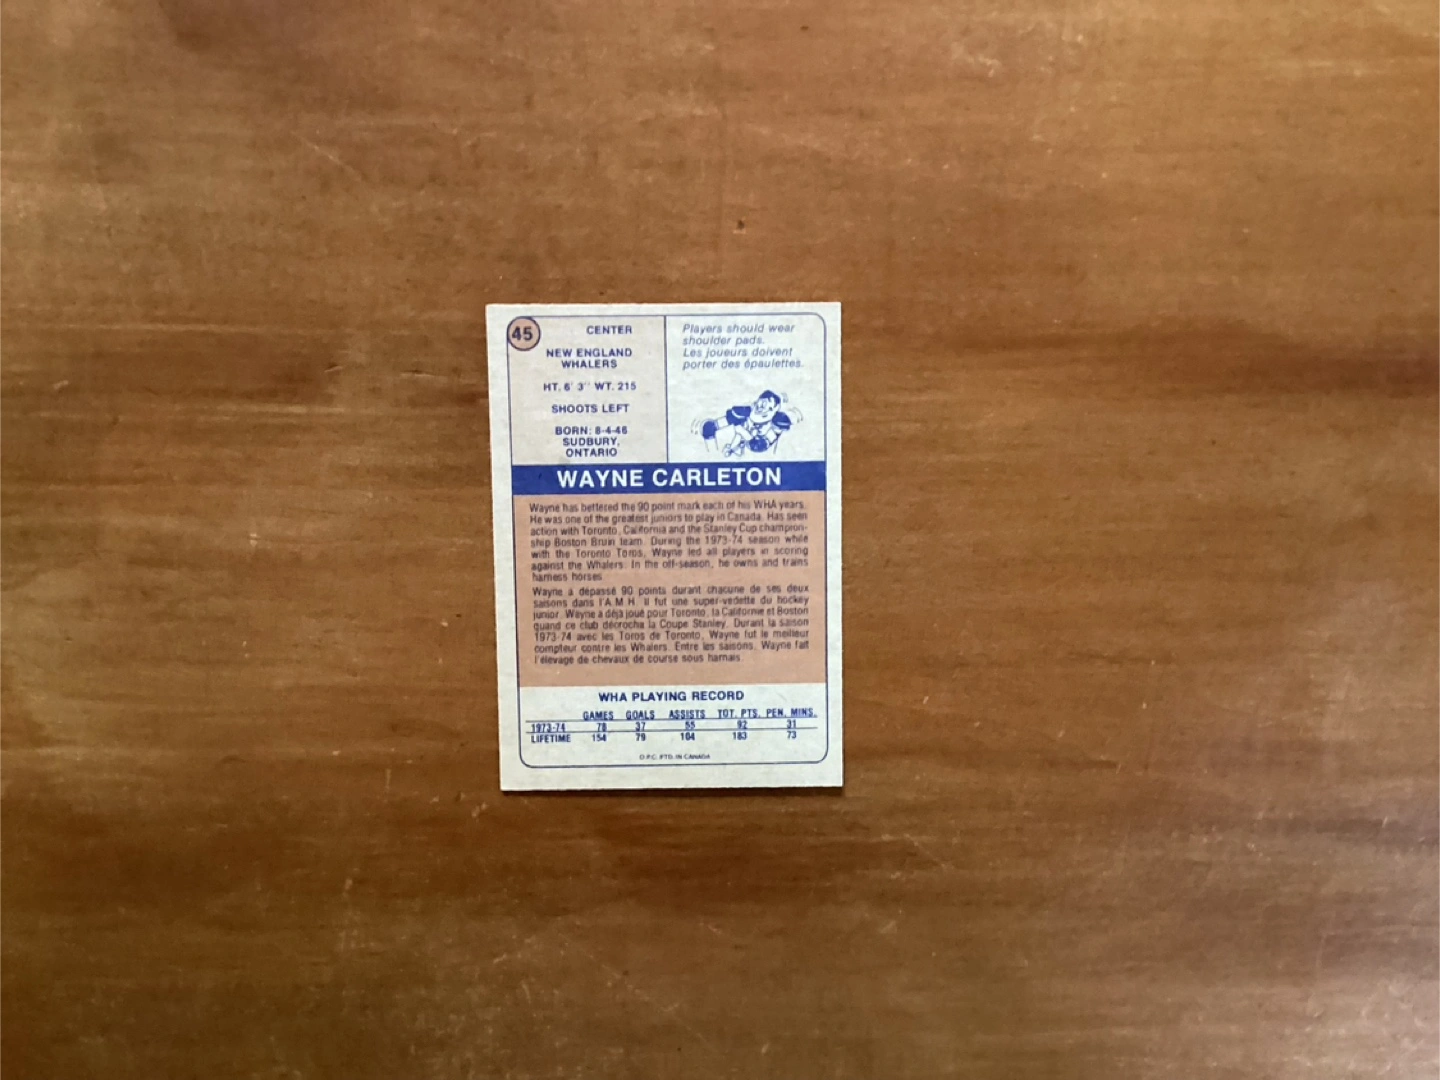 45
CENTER
NEW ENGLAND
WHALERS
HT. 6' 3'' WT. 215
SHOOTS LEFT
BORN: 8-4-46
SUDBURY,
ONTARIO
Players should wear
shoulder pads.
Les joueurs doivent
porter des épaulettes.
WAYNE CARLETON
Wayne has bettered the 90 point mark each of his WHA years.
He was one of the greatest juniors to play in Canada. Has seen
action with Toronto, California and the Stanley Cup champion-
ship Boston Bruin team. During the 1973-74 season while
with the Toronto Toros, Wayne led all players in scoring
against the Whalers. In the off-season, he owns and trains
harness horses.
Wayne a dépassé 90 points durant chacune de ses deux
saisons dans l'A.M.H. Il fut une super-vedette du hockey
junior. Wayne a déjà joué pour Toronto, la Californie et Boston
quand ce club décrocha la Coupe Stanley. Durant la saison
1973-74 avec les Toros de Toronto, Wayne fut le meilleur
compteur contre les Whalers. Entre les saisons, Wayne fait
l'élevage de chevaux de course sous harnais.
WHA PLAYING RECORD
GAMES GOALS ASSISTS TOT. PTS. PEN. MINS.
1973-74 78 37 55 92 31
LIFETIME 154 79 104 183 73
O.P.C. PTD. IN CANADA